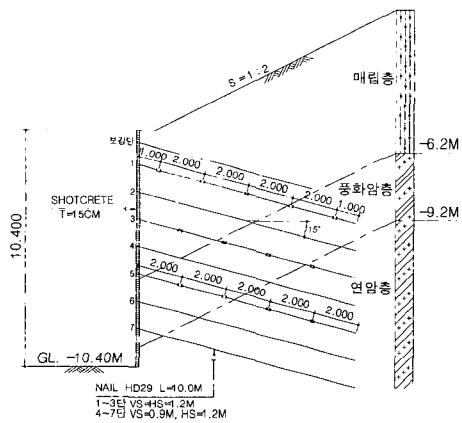 S = 1:2
매립층
-6.2M
풍화암층
-9.2M
연암층
보강단
1
1.000
2.000
2.000
2.000
2.000
1.000
2
SHOTCRETE
T=15CM
1
3
15°
10.400
4
2.000
2.000
2.000
2.000
2.000
5
6
7
GL. -10.40M
NAIL HD29 L=10.0M
1~3단 VS=HS=1.2M
4~7단 VS=0.9M, HS=1.2M